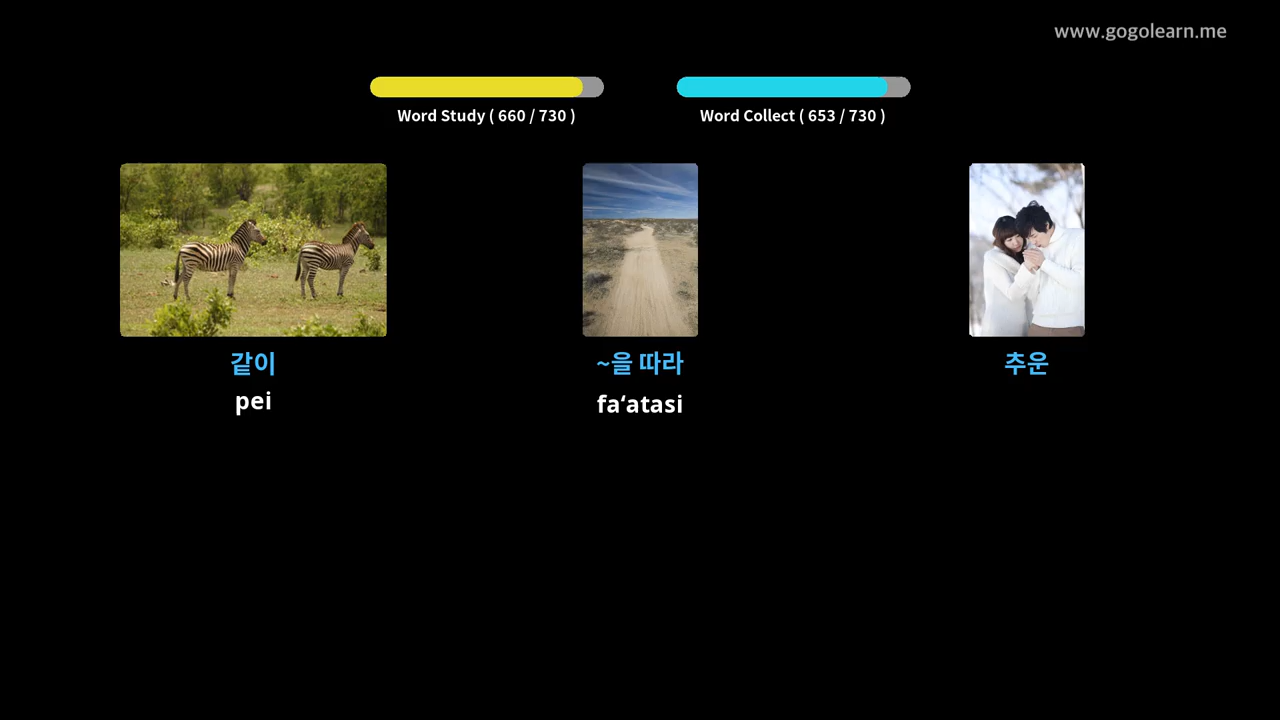 www.gogolearn.me
Word Study ( 660 / 730 )
Word Collect ( 653 / 730 )
같이
~을 따라
추운
pei
fa‘atasi